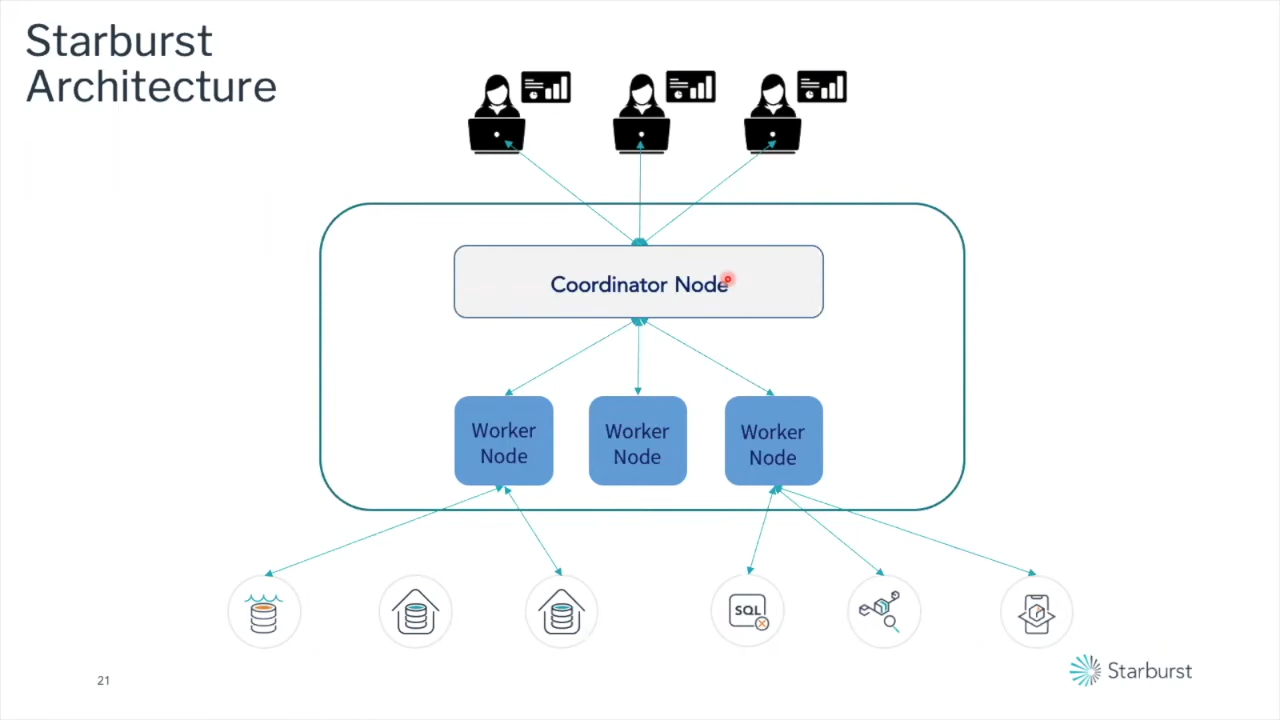 Starburst
Architecture
Coordinator Node
Worker
Node
Worker
Node
Worker
Node
SQL
21
Starburst